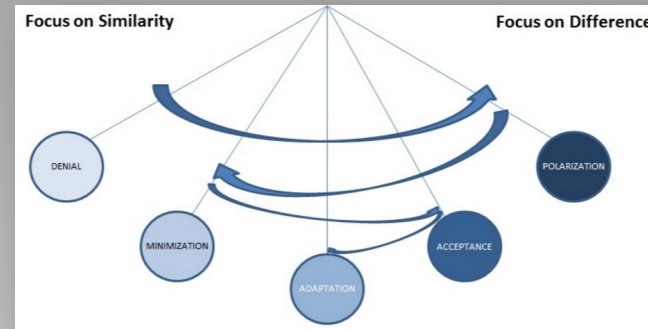 Focus on Similarity
Focus on Difference
DENIAL
POLARIZATION
MINIMIZATION
ACCEPTANCE
ADAPTATION